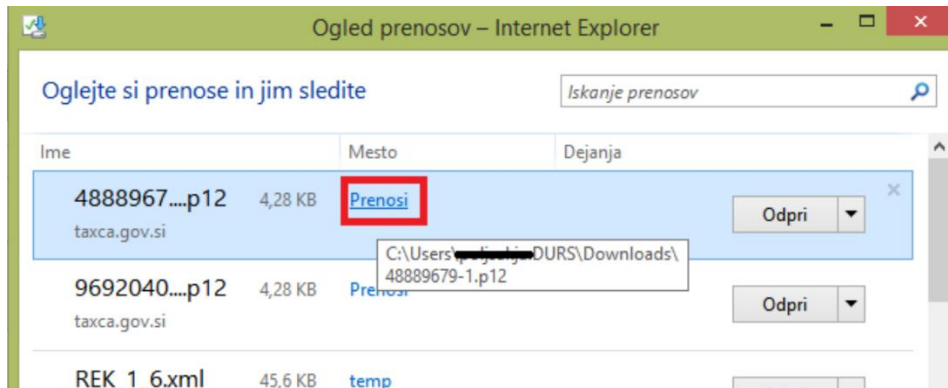 Ogled prenosov – Internet Explorer
Oglejte si prenose in jim sledite
Iskanje prenosov
Ime Mesto Dejanja
4888967....p12 4,28 KB Prenosi Odpri
taxca.gov.si
C:\Users\ DURS\Downloads\
48889679-1.p12
9692040....p12 4,28 KB Prenosi Odpri
taxca.gov.si
REK_1_6.xml 45,6 KB temp